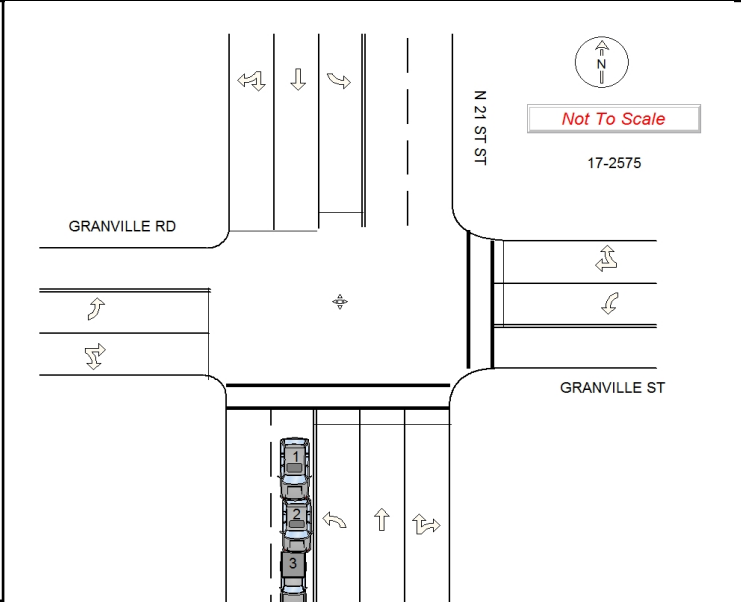 N
N 21 ST ST
Not To Scale
17-2575
GRANVILLE RD
GRANVILLE ST
1
2
3